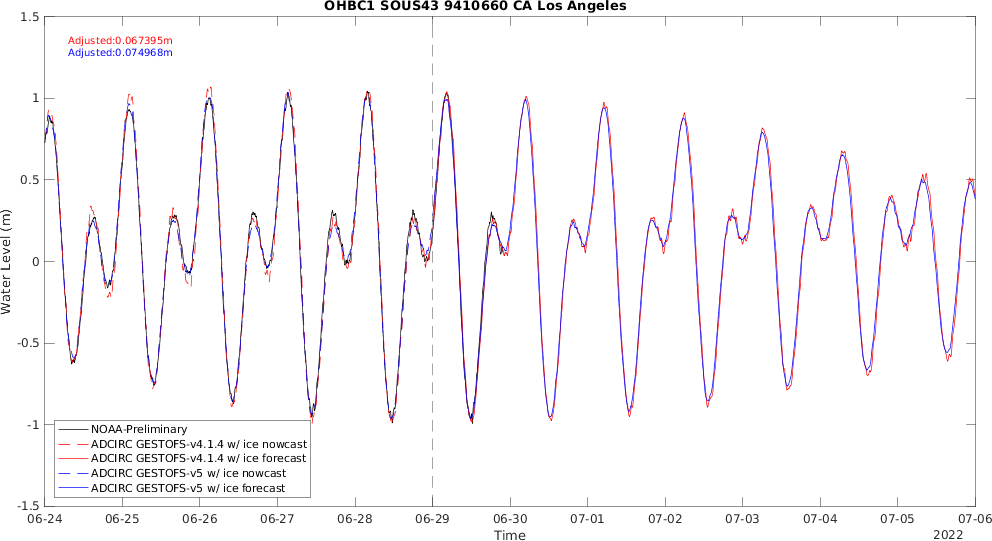 OHBC1 SOUS43 9410660 CA Los Angeles
Adjusted:0.067395m
Adjusted:0.074968m
1.5
1
0.5
0
-0.5
-1
-1.5
Water Level (m)
NOAA-Preliminary
ADCIRC GESTOFS-v4.1.4 w/ ice nowcast
ADCIRC GESTOFS-v4.1.4 w/ ice forecast
ADCIRC GESTOFS-v5 w/ ice nowcast
ADCIRC GESTOFS-v5 w/ ice forecast
06-24 06-25 06-26 06-27 06-28 06-29 06-30 07-01 07-02 07-03 07-04 07-05 07-06
Time
2022